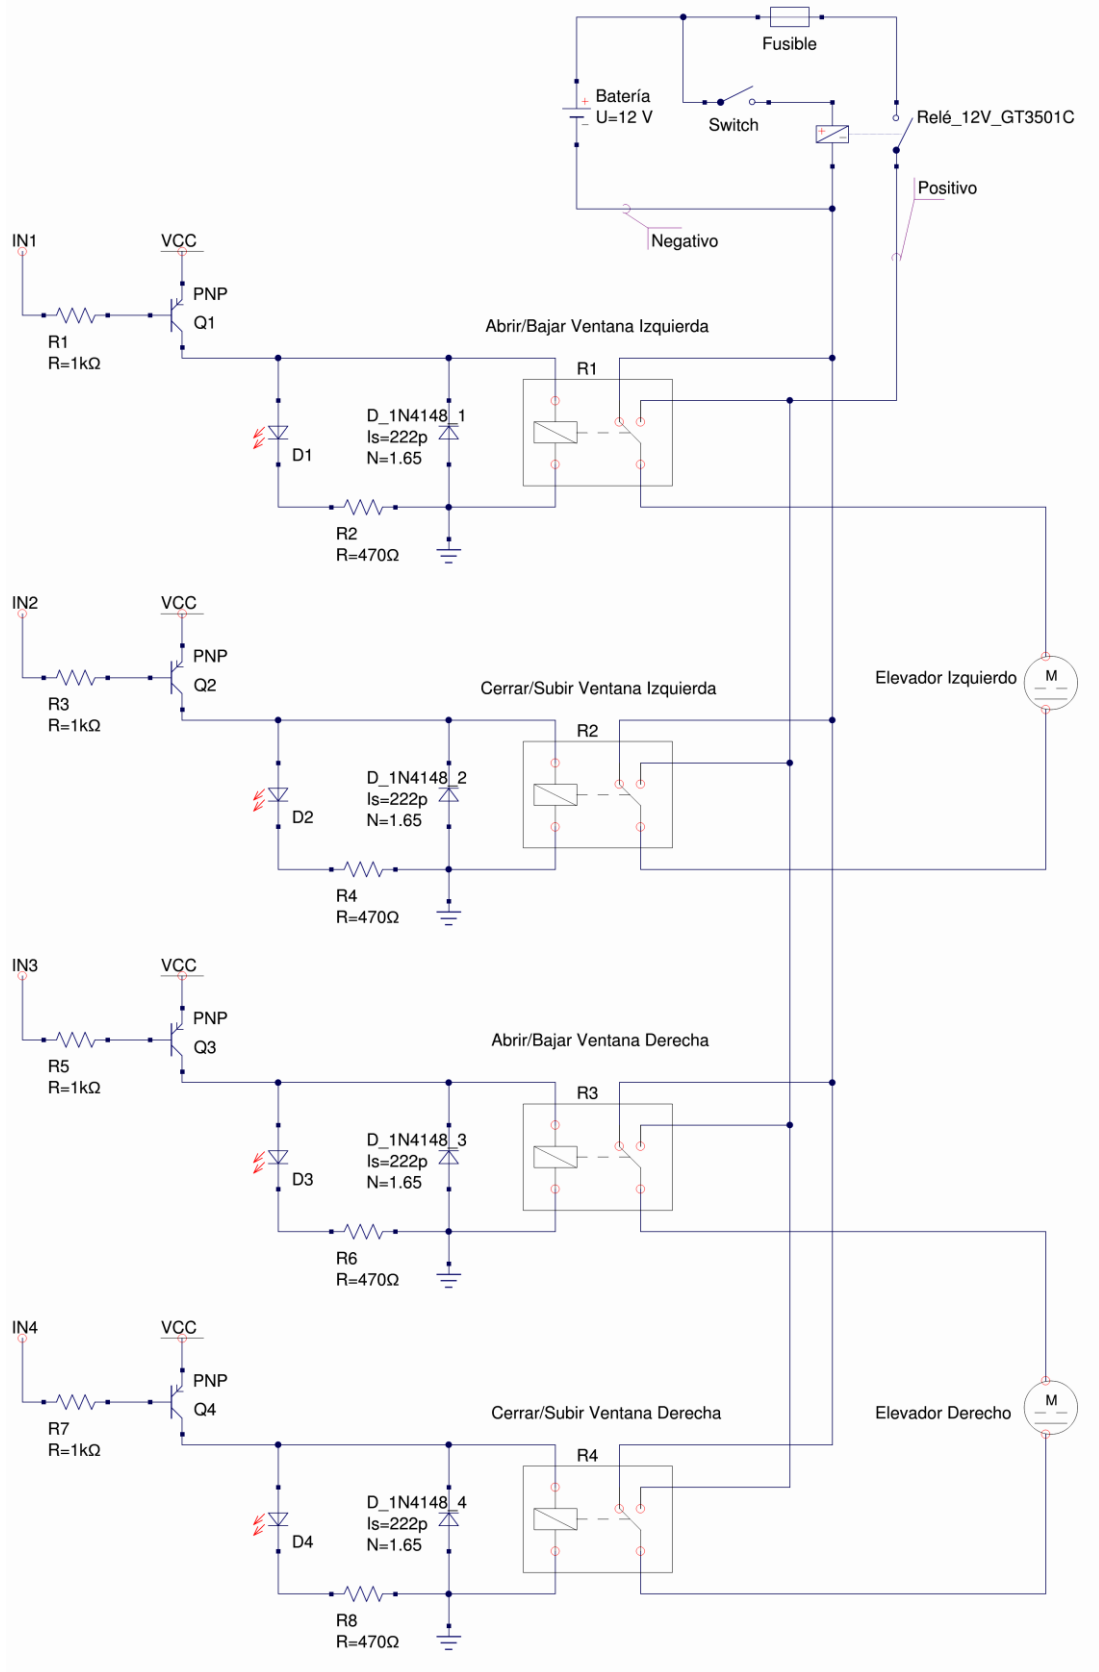 Fusible
Batería
U=12 V
+
−
Switch
+
−
Relé_12V_GT3501C
Positivo
Negativo
IN1
VCC
PNP
Q1
R1
R=1kΩ
Abrir/Bajar Ventana Izquierda
R1
D_1N4148_1
Is=222p
N=1.65
D1
R2
R=470Ω
IN2
VCC
PNP
Q2
R3
R=1kΩ
Cerrar/Subir Ventana Izquierda
Elevador Izquierdo
M
R2
D_1N4148_2
Is=222p
N=1.65
D2
R4
R=470Ω
IN3
VCC
PNP
Q3
R5
R=1kΩ
Abrir/Bajar Ventana Derecha
R3
D_1N4148_3
Is=222p
N=1.65
D3
R6
R=470Ω
IN4
VCC
PNP
Q4
R7
R=1kΩ
Cerrar/Subir Ventana Derecha
Elevador Derecho
M
R4
D_1N4148_4
Is=222p
N=1.65
D4
R8
R=470Ω